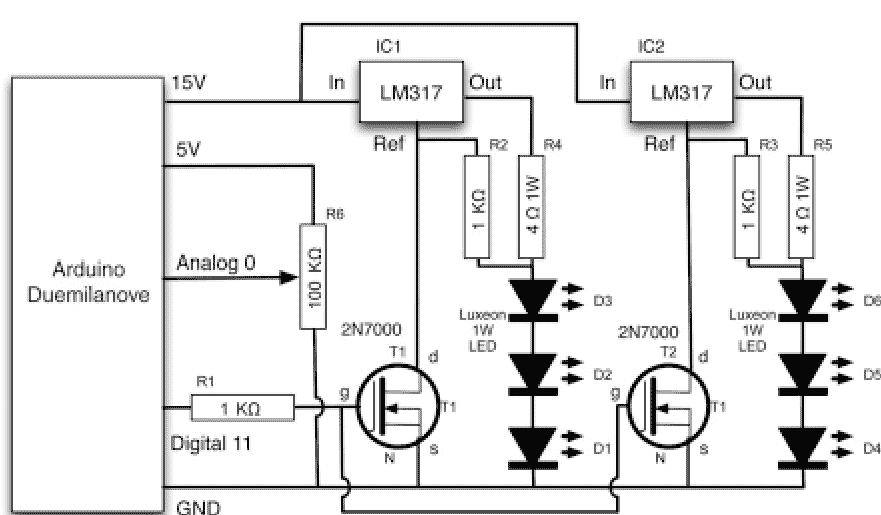 IC1
IC2
15V
In
LM317
Out
In
LM317
Out
5V
Ref
R2
R4
Ref
R3
R5
1 KΩ
4 Ω 1W
1 KΩ
4 Ω 1W
R6
100 KΩ
Arduino
Duemilanove
Analog 0
Luxeon
1W
LED
D3
Luxeon
1W
LED
D6
2N7000
T1
d
2N7000
T2
d
D2
D5
R1
1 KΩ
g
T1
g
T1
Digital 11
N
s
D1
N
s
D4
GND